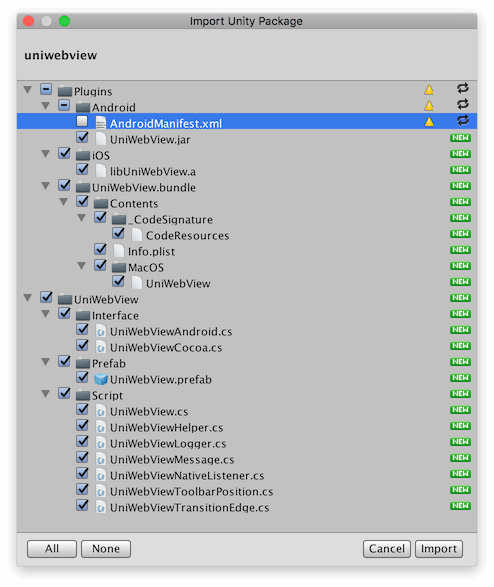 Import Unity Package
uniwebview
Plugins
Android
AndroidManifest.xml
UniWebView.jar NEW
iOS NEW
libUniWebView.a NEW
UniWebView.bundle NEW
Contents NEW
_CodeSignature NEW
CodeResources NEW
Info.plist NEW
MacOS NEW
UniWebView NEW
UniWebView NEW
Interface NEW
UniWebViewAndroid.cs NEW
UniWebViewCocoa.cs NEW
Prefab NEW
UniWebView.prefab NEW
Script NEW
UniWebView.cs NEW
UniWebViewHelper.cs NEW
UniWebViewLogger.cs NEW
UniWebViewMessage.cs NEW
UniWebViewNativeListener.cs NEW
UniWebViewToolbarPosition.cs NEW
UniWebViewTransitionEdge.cs NEW
All None Cancel Import